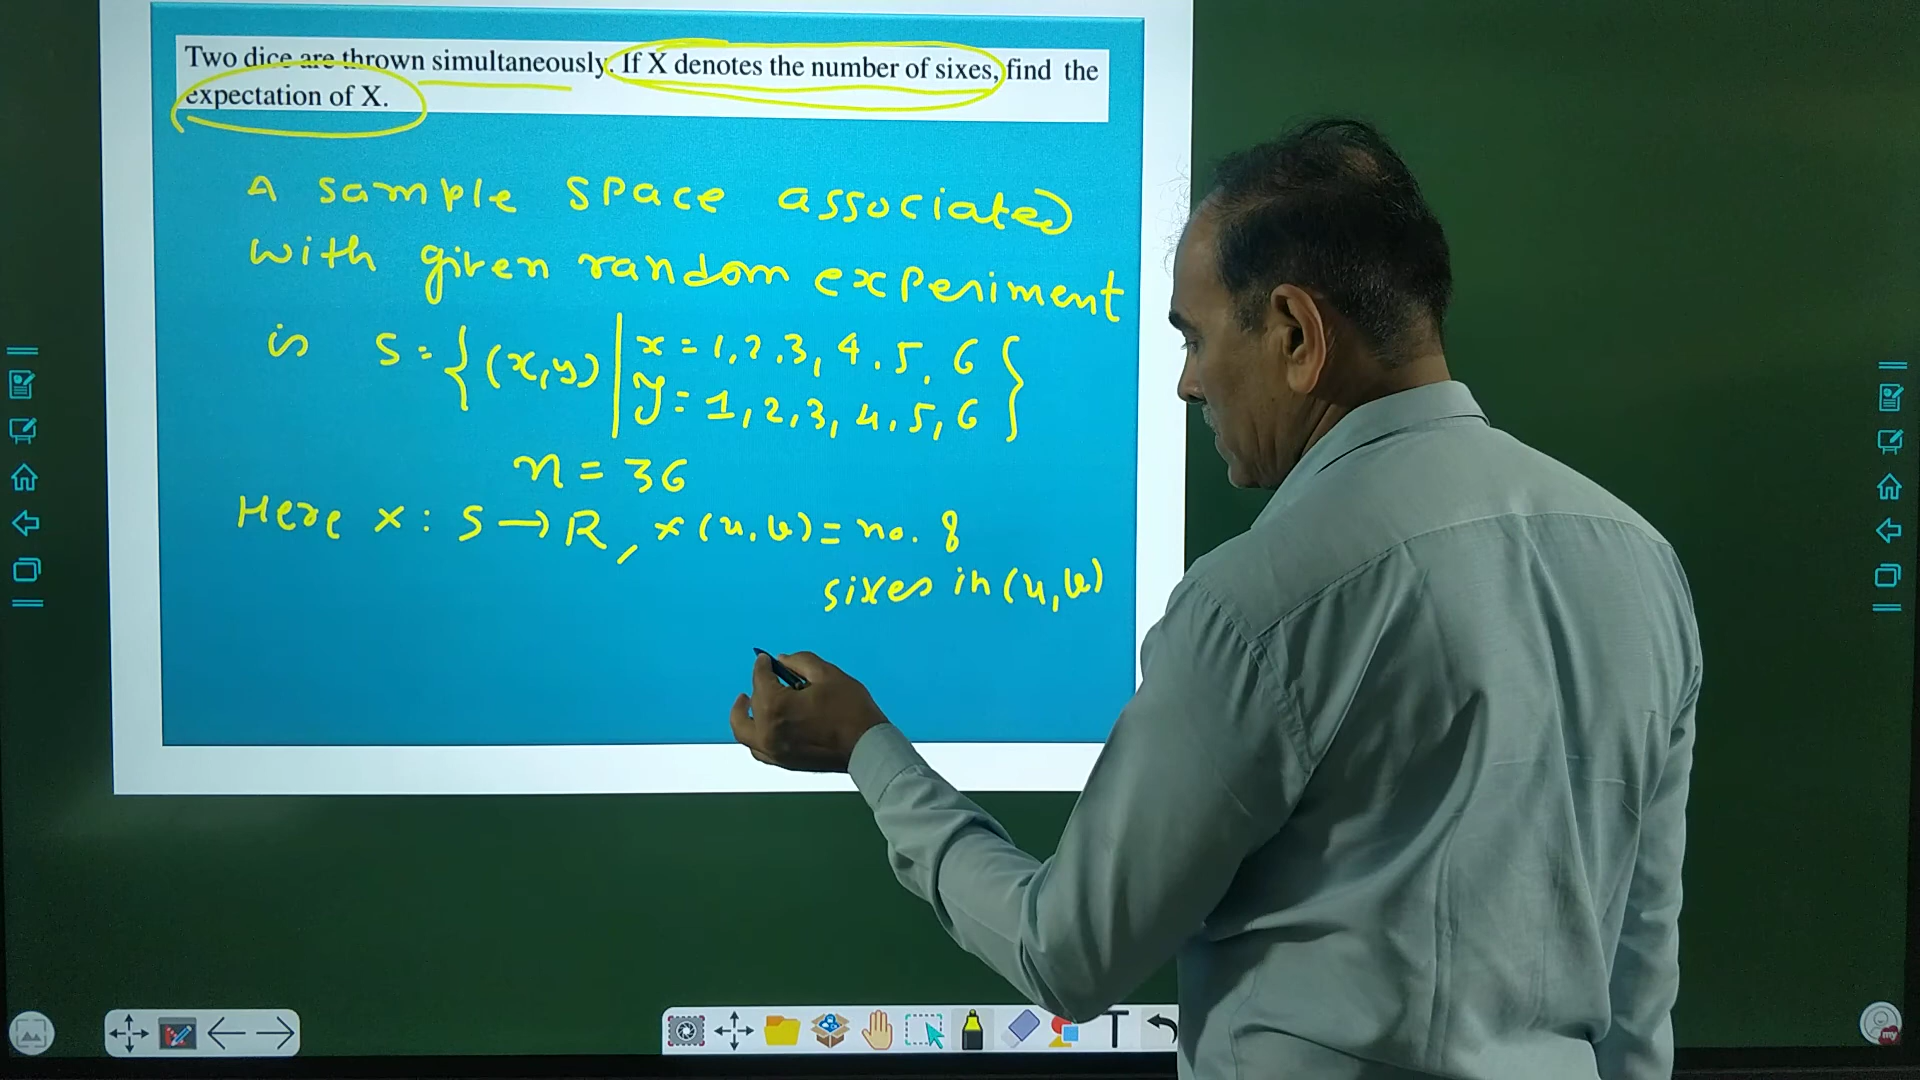 Two dice are thrown simultaneously. If X denotes the number of sixes, find the
expectation of X.
A sample space associated
with given random experiment
is S = {(x,y) | x = 1,2,3,4,5,6
y = 1,2,3,4,5,6}
n = 36
Here X : S → R, X(u,v) = no. of
sixes in (u,v)
T
my